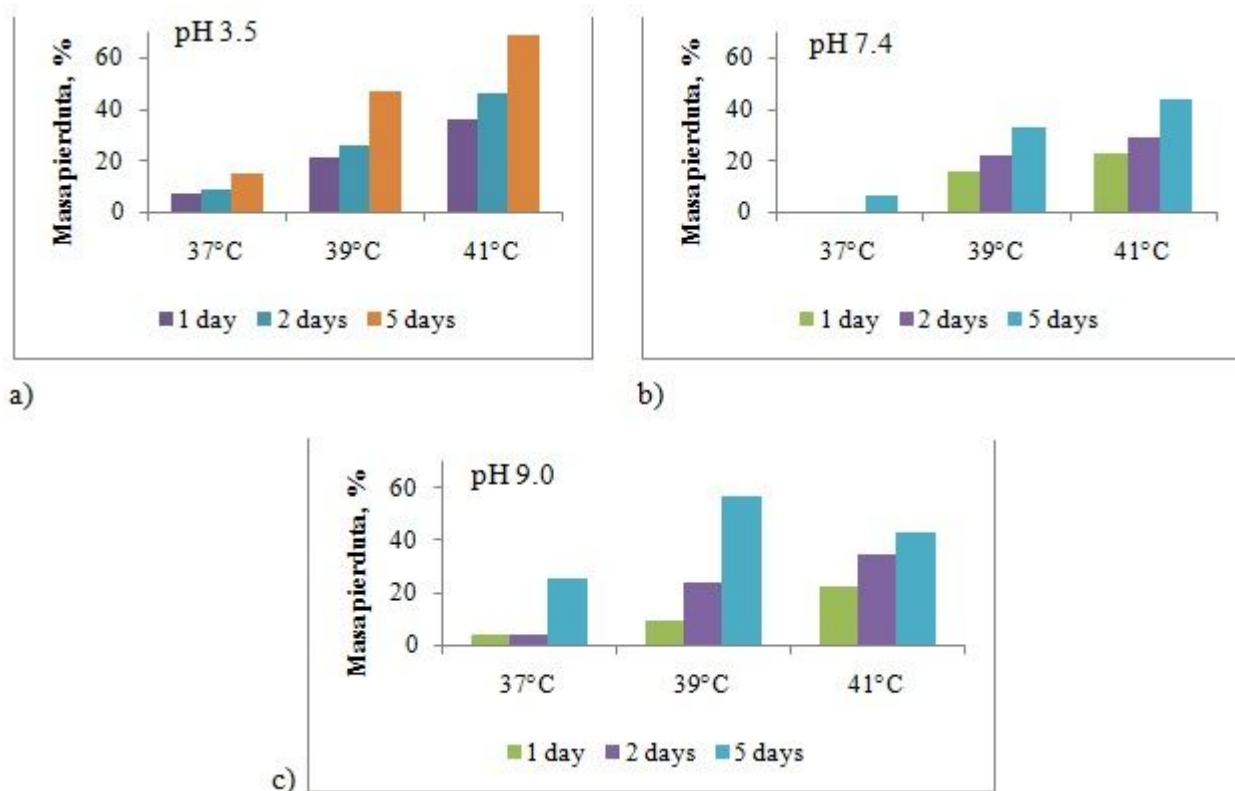 pH 3.5
Masapierduta, %
60
40
20
0
37°C 39°C 41°C
1 day 2 days 5 days
a)
pH 7.4
Masapierduta, %
60
40
20
0
37°C 39°C 41°C
1 day 2 days 5 days
b)
pH 9.0
Masapierduta, %
60
40
20
0
37°C 39°C 41°C
1 day 2 days 5 days
c)